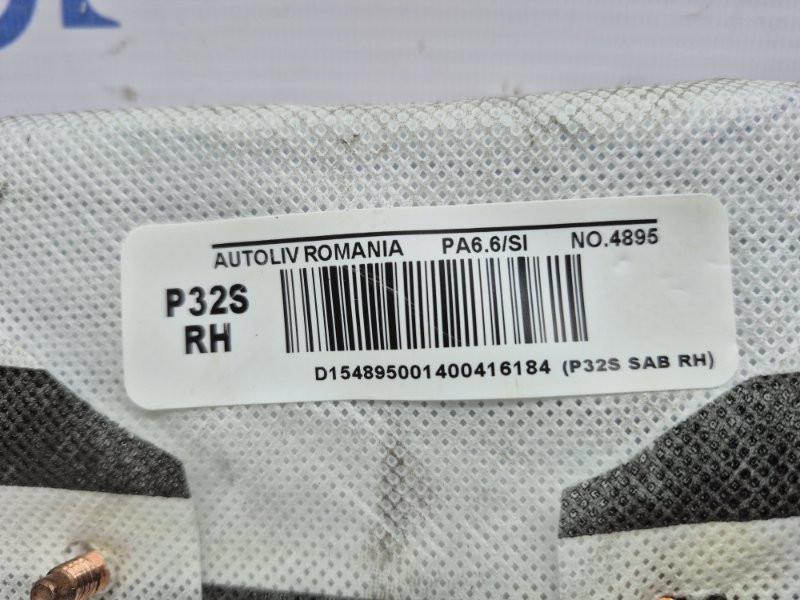 AUTOLIV ROMANIA PA6.6/SI NO.4895
P32S
RH
D154895001400416184 (P32S SAB RH)